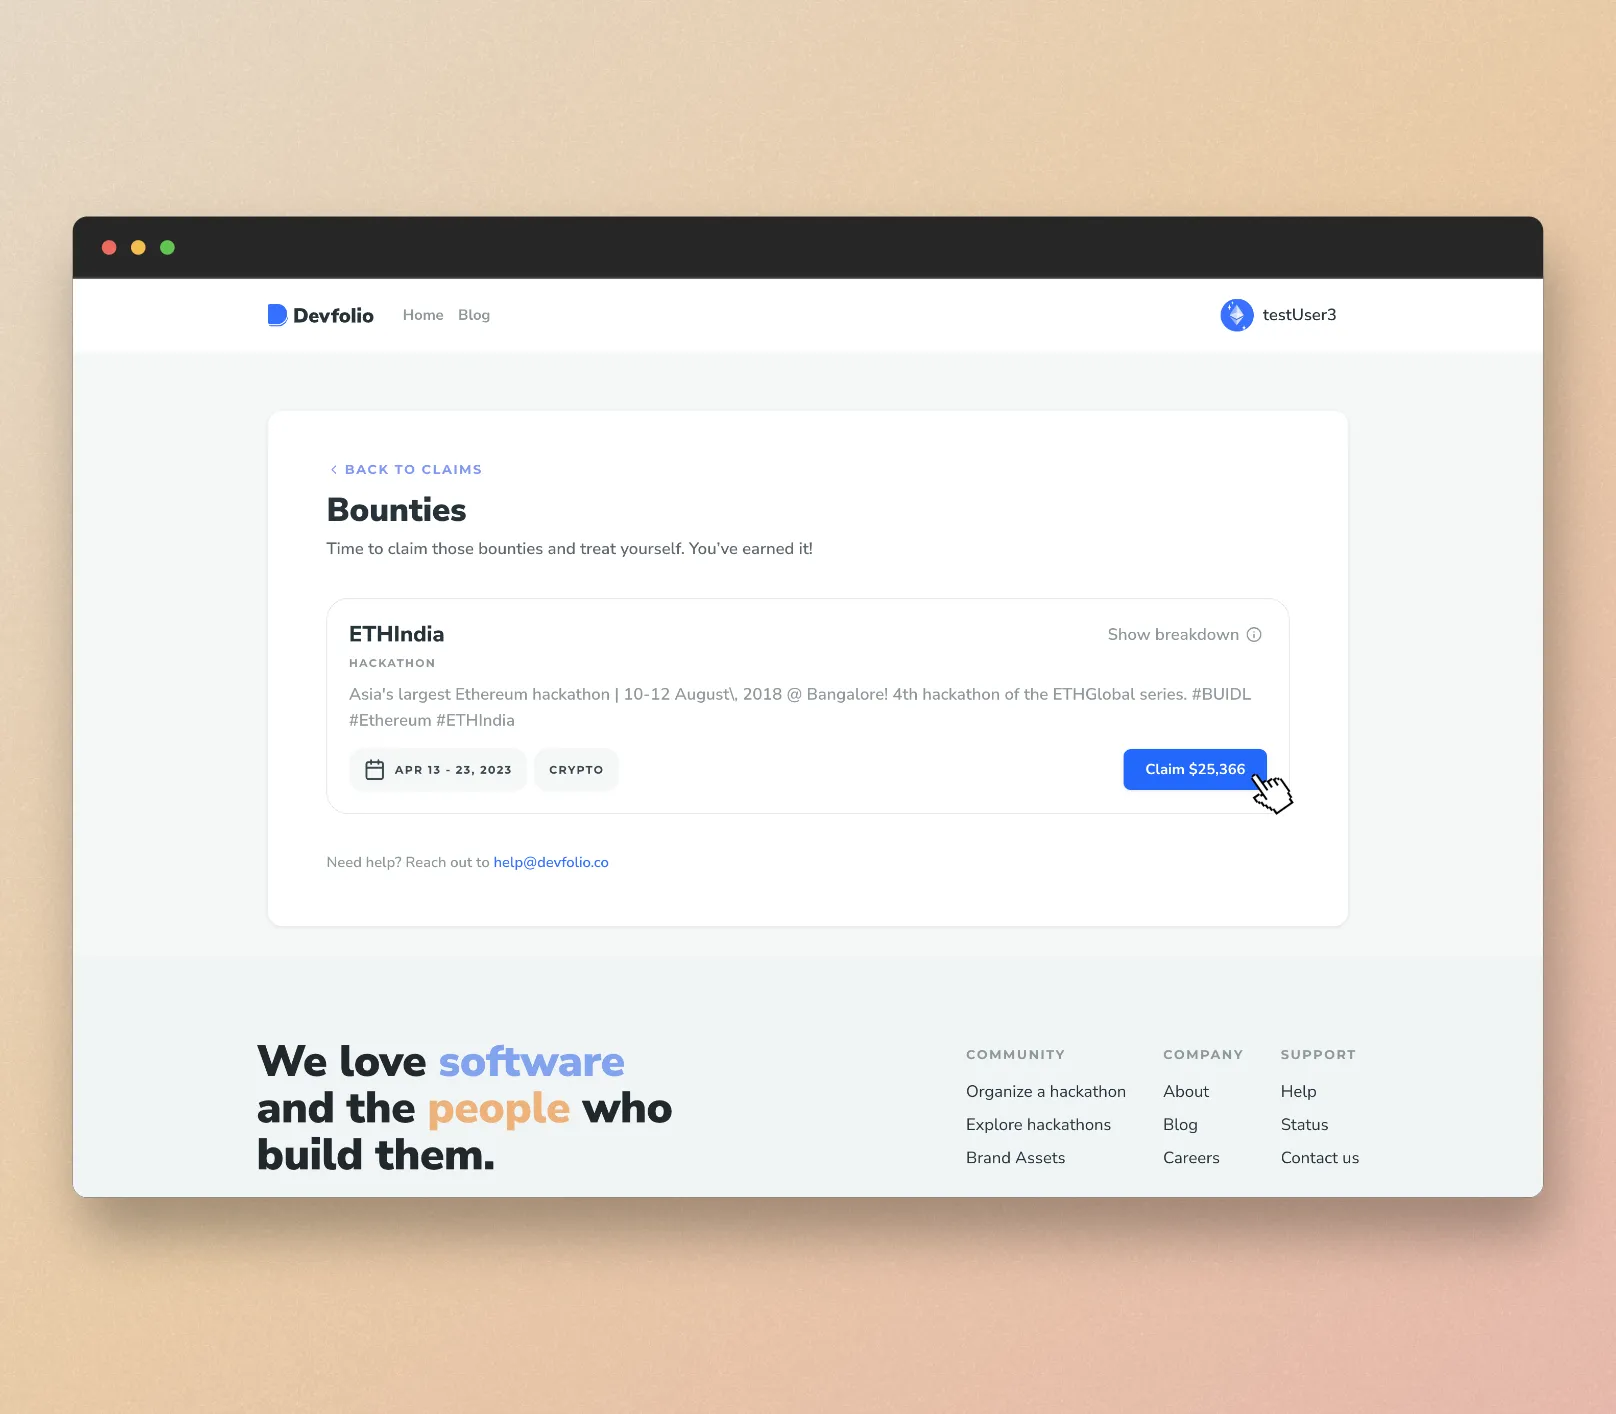 Devfolio Home Blog testUser3
BACK TO CLAIMS
Bounties
Time to claim those bounties and treat yourself. You’ve earned it!
ETHIndia
Show breakdown
HACKATHON
Asia's largest Ethereum hackathon | 10-12 August\, 2018 @ Bangalore! 4th hackathon of the ETHGlobal series. #BUIDL
#Ethereum #ETHIndia
APR 13 - 23, 2023 CRYPTO
Claim $25,366
Need help? Reach out to help@devfolio.co
We love software
and the people who
build them.
COMMUNITY
Organize a hackathon
Explore hackathons
Brand Assets
COMPANY
About
Blog
Careers
SUPPORT
Help
Status
Contact us